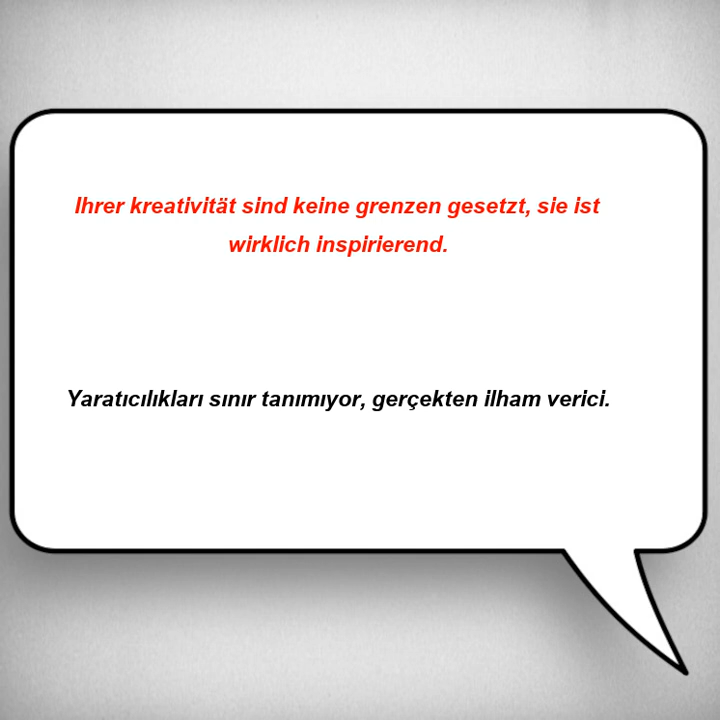 Ihrer kreativität sind keine grenzen gesetzt, sie ist
wirklich inspirierend.
Yaratıcılıkları sınır tanımıyor, gerçekten ilham verici.